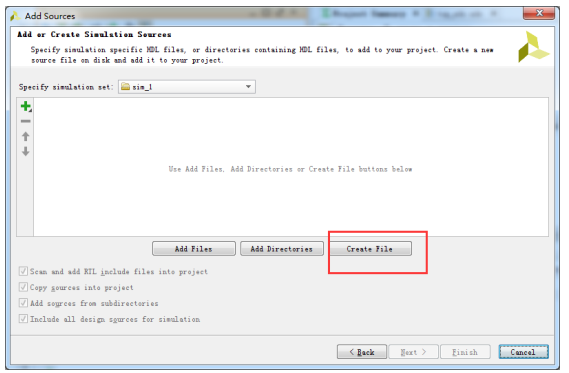 Add Sources
Add or Create Simulation Sources
Specify simulation specific HDL files, or directories containing HDL files, to add to your project. Create a new
source file on disk and add it to your project.
Specify simulation set: sim_1
Use Add Files, Add Directories or Create File buttons below
Add Files Add Directories Create File
Scan and add RTL include files into project
Copy sources into project
Add sources from subdirectories
Include all design sources for simulation
< Back Next > Finish Cancel